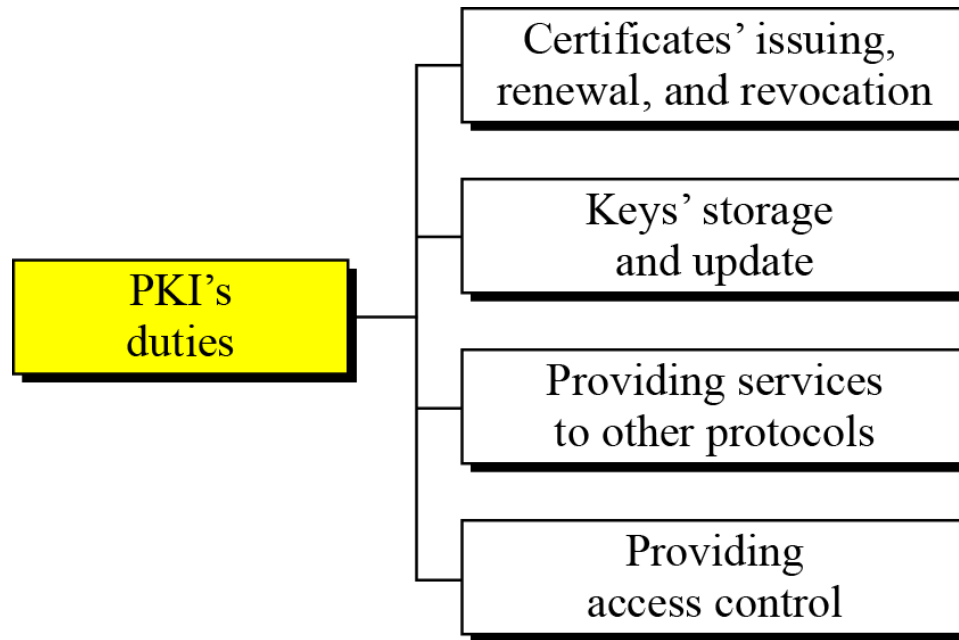 Certificates’ issuing,
renewal, and revocation
Keys’ storage
and update
PKI’s
duties
Providing services
to other protocols
Providing
access control